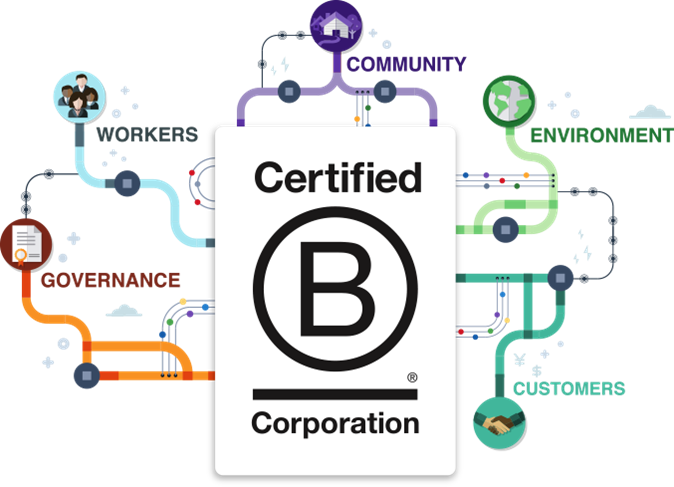 COMMUNITY
WORKERS
ENVIRONMENT
Certified
B
®
Corporation
GOVERNANCE
CUSTOMERS
¥
$